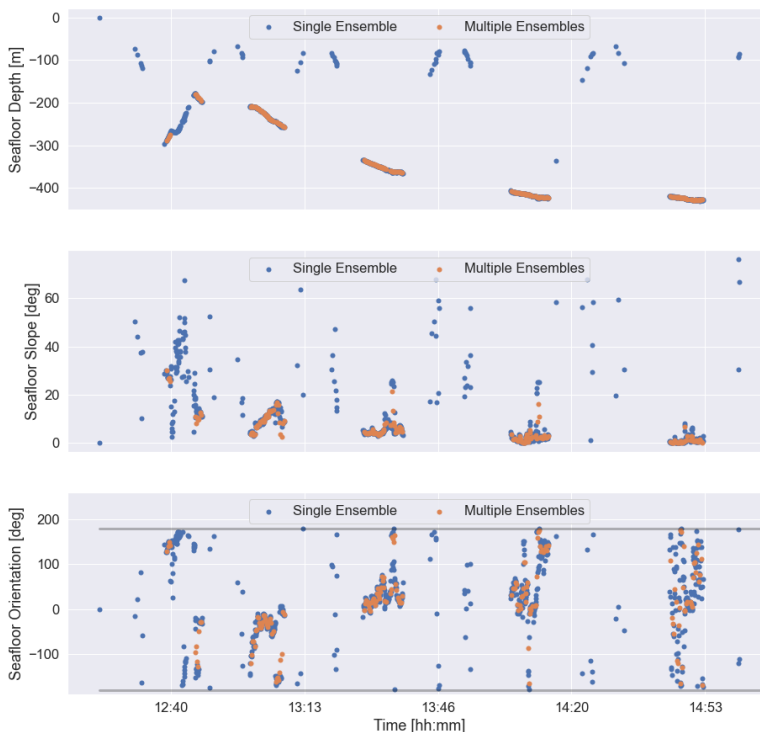 Single Ensemble Multiple Ensembles
Seafloor Depth [m]
0
−100
−200
−300
−400
Single Ensemble Multiple Ensembles
Seafloor Slope [deg]
60
40
20
0
Single Ensemble Multiple Ensembles
Seafloor Orientation [deg]
200
100
0
−100
12:40 13:13 13:46 14:20 14:53
Time [hh:mm]